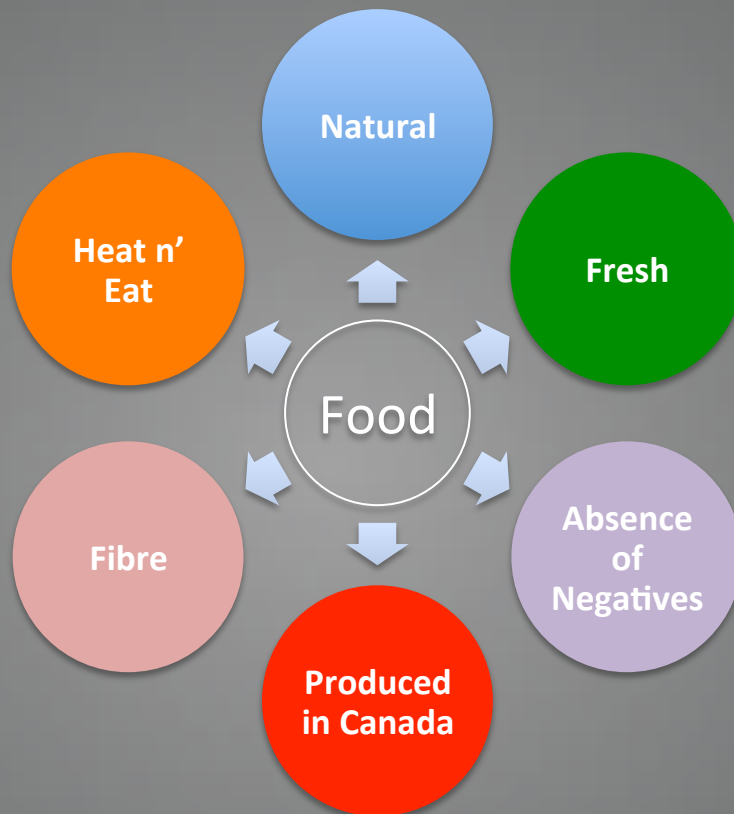 Natural
Heat n’
Eat
Fresh
Food
Fibre
Absence
of
Negatives
Produced
in Canada